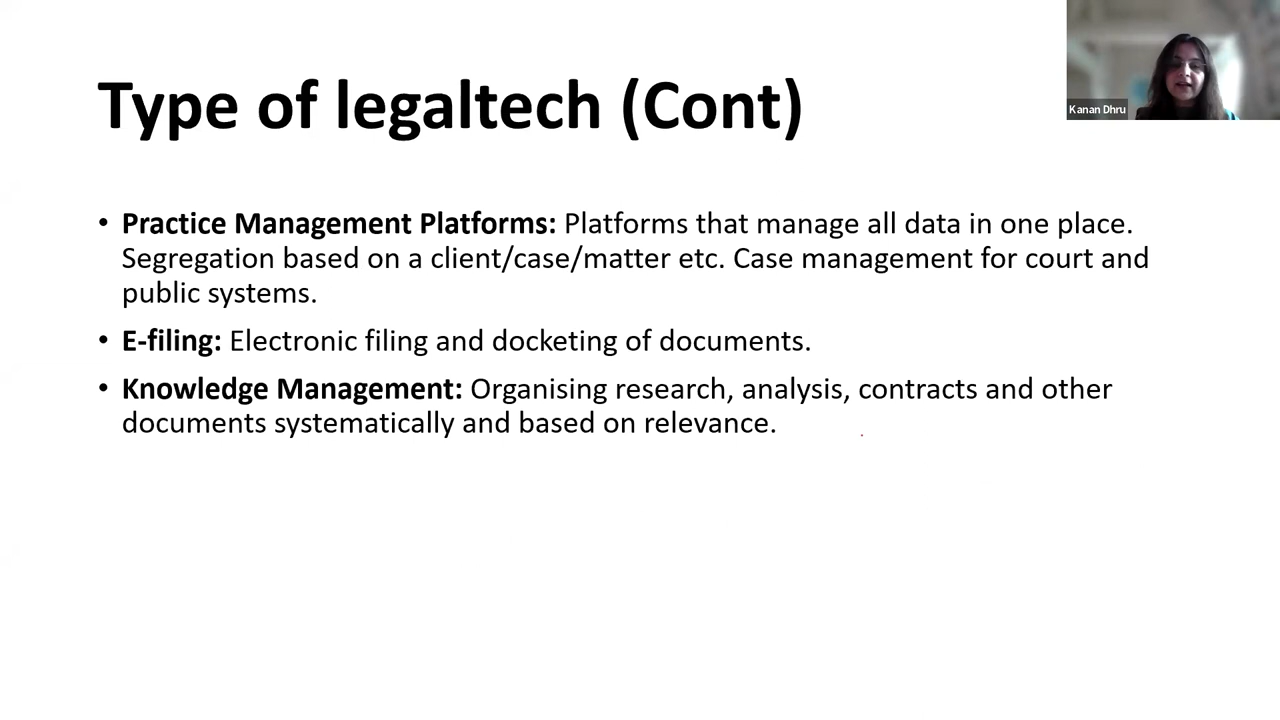 Type of legaltech (Cont)
Kanan Dhru
• Practice Management Platforms: Platforms that manage all data in one place.
Segregation based on a client/case/matter etc. Case management for court and
public systems.
• E-filing: Electronic filing and docketing of documents.
• Knowledge Management: Organising research, analysis, contracts and other
documents systematically and based on relevance.